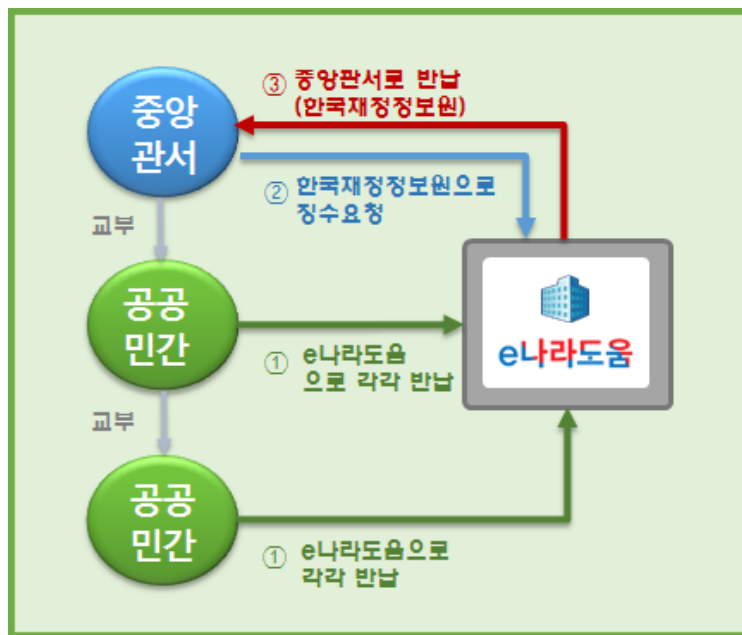 중앙
관서
③ 중앙관서로 반납
(한국재정정보원)
② 한국재정정보원으로
징수요청
교부
공공
민간
① e나라도움
으로 각각 반납
e나라도움
교부
공공
민간
① e나라도움으로
각각 반납